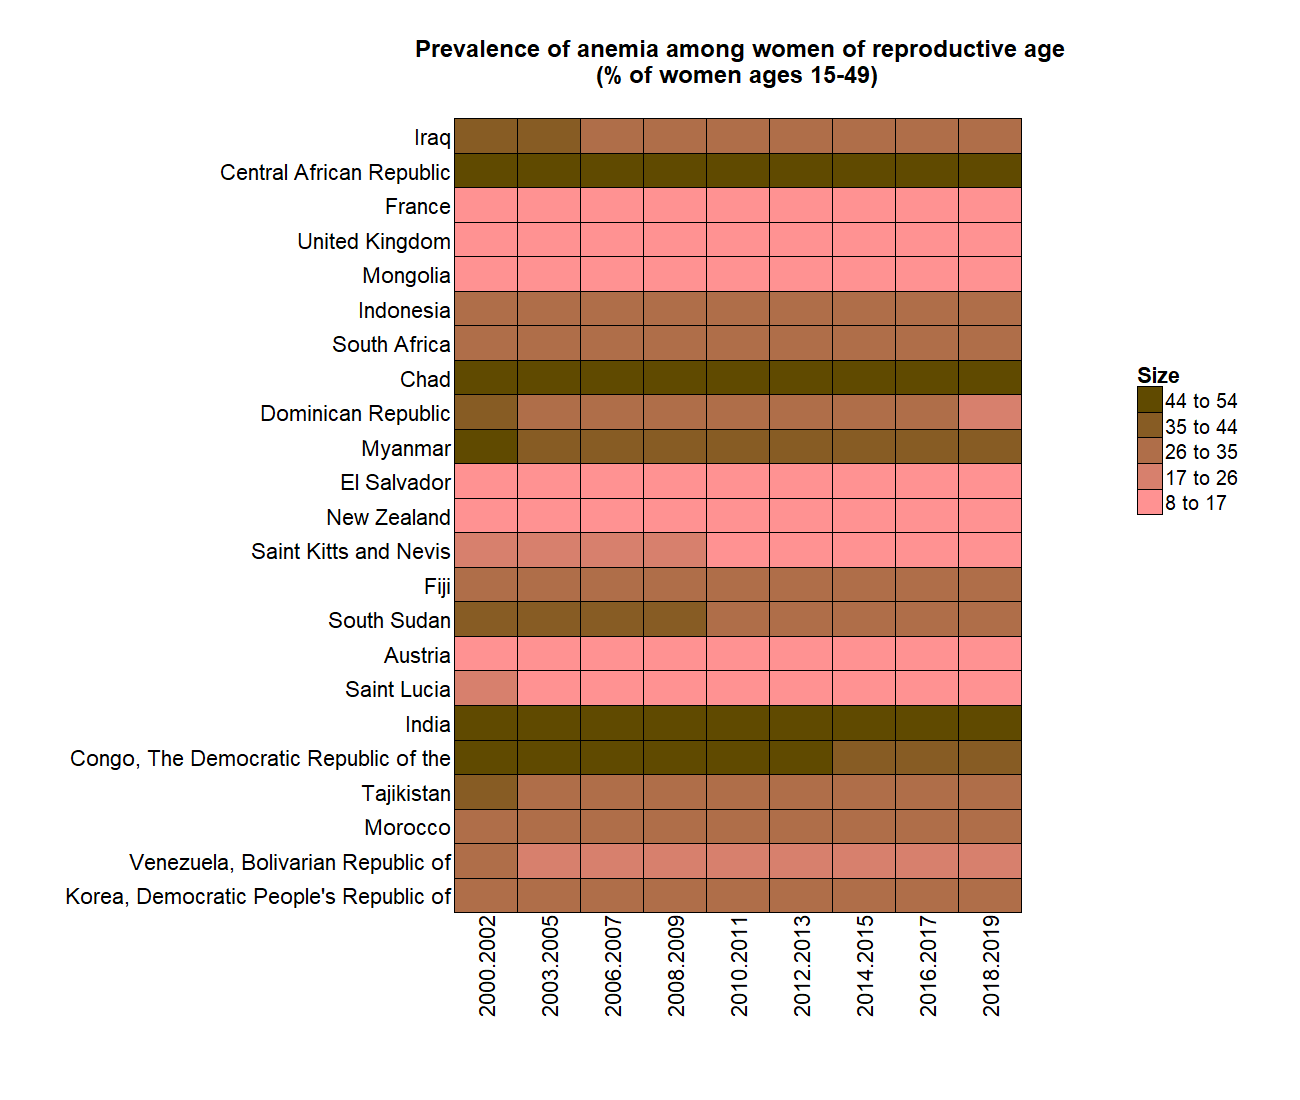 Prevalence of anemia among women of reproductive age
(% of women ages 15-49)
Iraq
Central African Republic
France
United Kingdom
Mongolia
Indonesia
South Africa
Chad
Dominican Republic
Myanmar
El Salvador
New Zealand
Saint Kitts and Nevis
Fiji
South Sudan
Austria
Saint Lucia
India
Congo, The Democratic Republic of the
Tajikistan
Morocco
Venezuela, Bolivarian Republic of
Korea, Democratic People's Republic of
2000.2002
2003.2005
2006.2007
2008.2009
2010.2011
2012.2013
2014.2015
2016.2017
2018.2019
Size
44 to 54
35 to 44
26 to 35
17 to 26
8 to 17